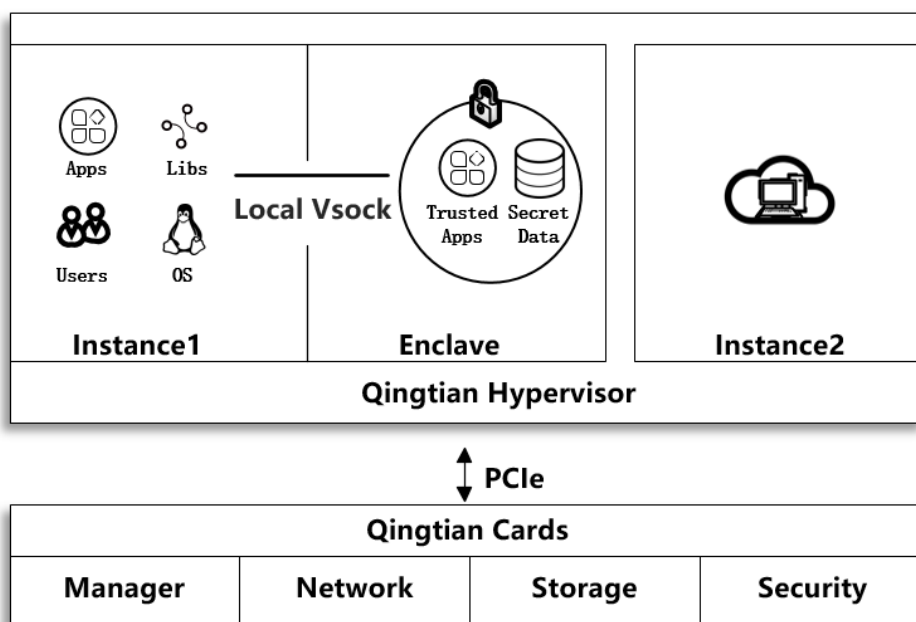 Apps
Libs
Users
OS
Local Vsock
Trusted
Apps
Secret
Data
Instance1
Enclave
Instance2
Qingtian Hypervisor
PCIe
Qingtian Cards
Manager
Network
Storage
Security